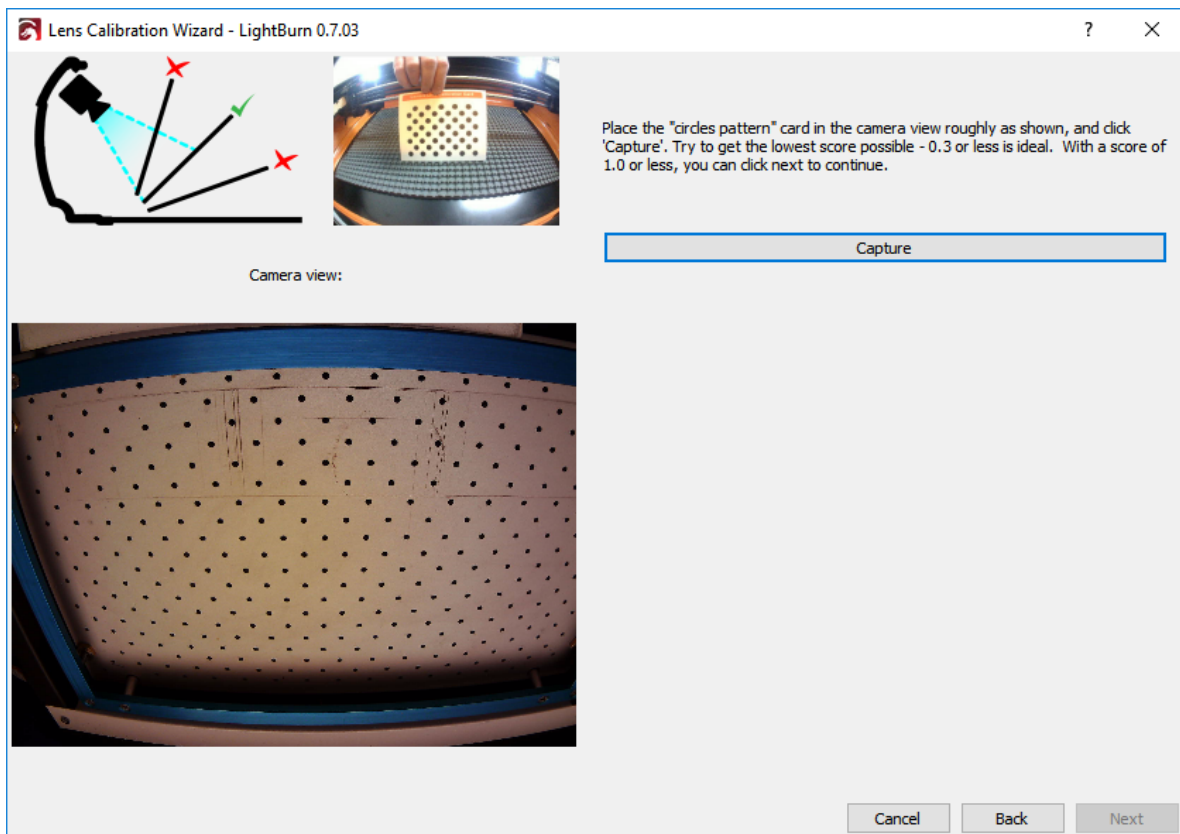 Lens Calibration Wizard - LightBurn 0.7.03
Place the "circles pattern" card in the camera view roughly as shown, and click
'Capture'. Try to get the lowest score possible - 0.3 or less is ideal.  With a score of
1.0 or less, you can click next to continue.
Capture
Camera view:
Cancel
Back
Next